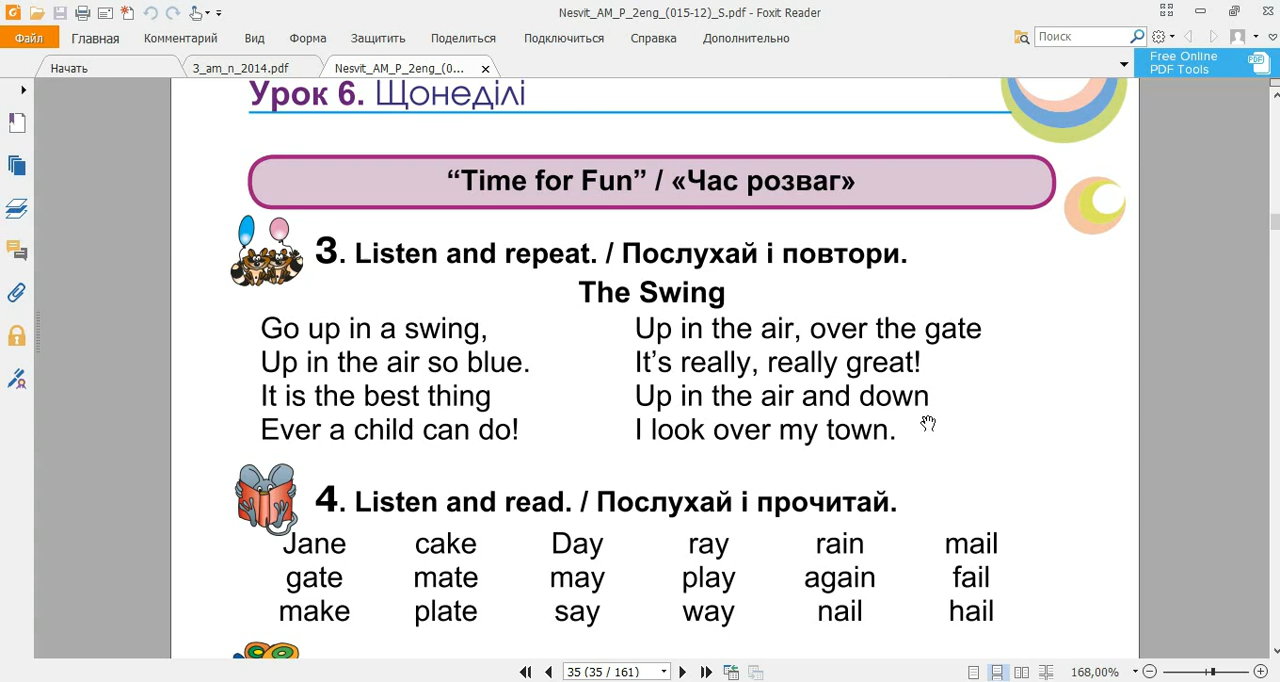 Nesvit_AM_P_2eng_(015-12)_S.pdf - Foxit Reader
Файл Главная Комментарий Вид Форма Защитить Поделиться Подключиться Справка Дополнительно Поиск
Начать 3_am_n_2014.pdf Nesvit_AM_P_2eng_(0...
Free Online
PDF Tools
Урок 6. Щонеділі
“Time for Fun” / «Час розваг»
3. Listen and repeat. / Послухай і повтори.
The Swing
Go up in a swing,
Up in the air so blue.
It is the best thing
Ever a child can do!
Up in the air, over the gate
It’s really, really great!
Up in the air and down
I look over my town.
4. Listen and read. / Послухай і прочитай.
Jane cake Day ray rain mail
gate mate may play again fail
make plate say way nail hail
35 (35 / 161) 168,00%